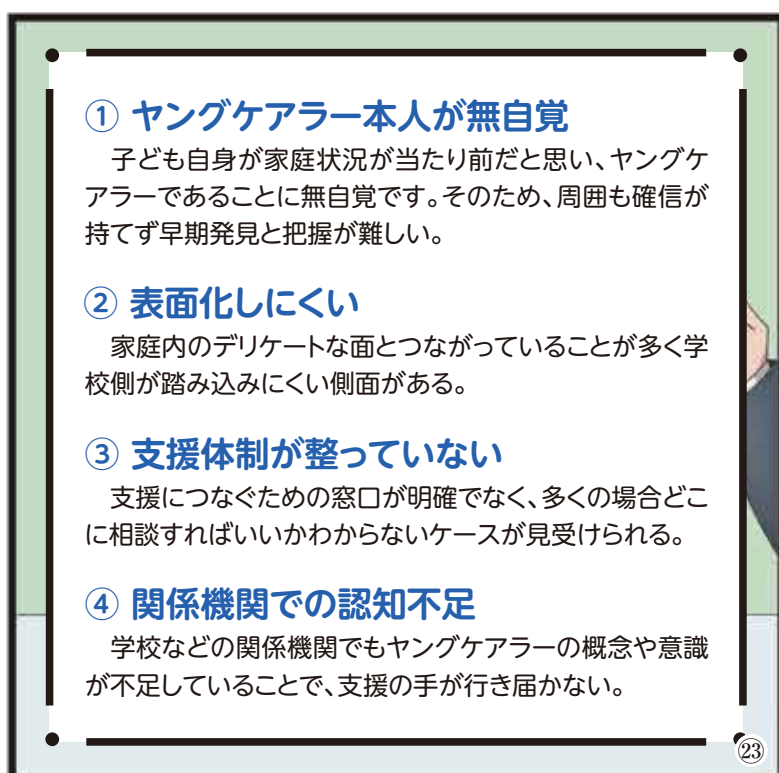 ① ヤングケアラー本人が無自覚
子ども自身が家庭状況が当たり前だと思い、ヤングケ
アラーであることに無自覚です。そのため、周囲も確信が
持てず早期発見と把握が難しい。
② 表面化しにくい
家庭内のデリケートな面とつながっていることが多く学
校側が踏み込みにくい側面がある。
③ 支援体制が整っていない
支援につなぐための窓口が明確でなく、多くの場合どこ
に相談すればいいかわからないケースが見受けられる。
④ 関係機関での認知不足
学校などの関係機関でもヤングケアラーの概念や意識
が不足していることで、支援の手が行き届かない。
㉓